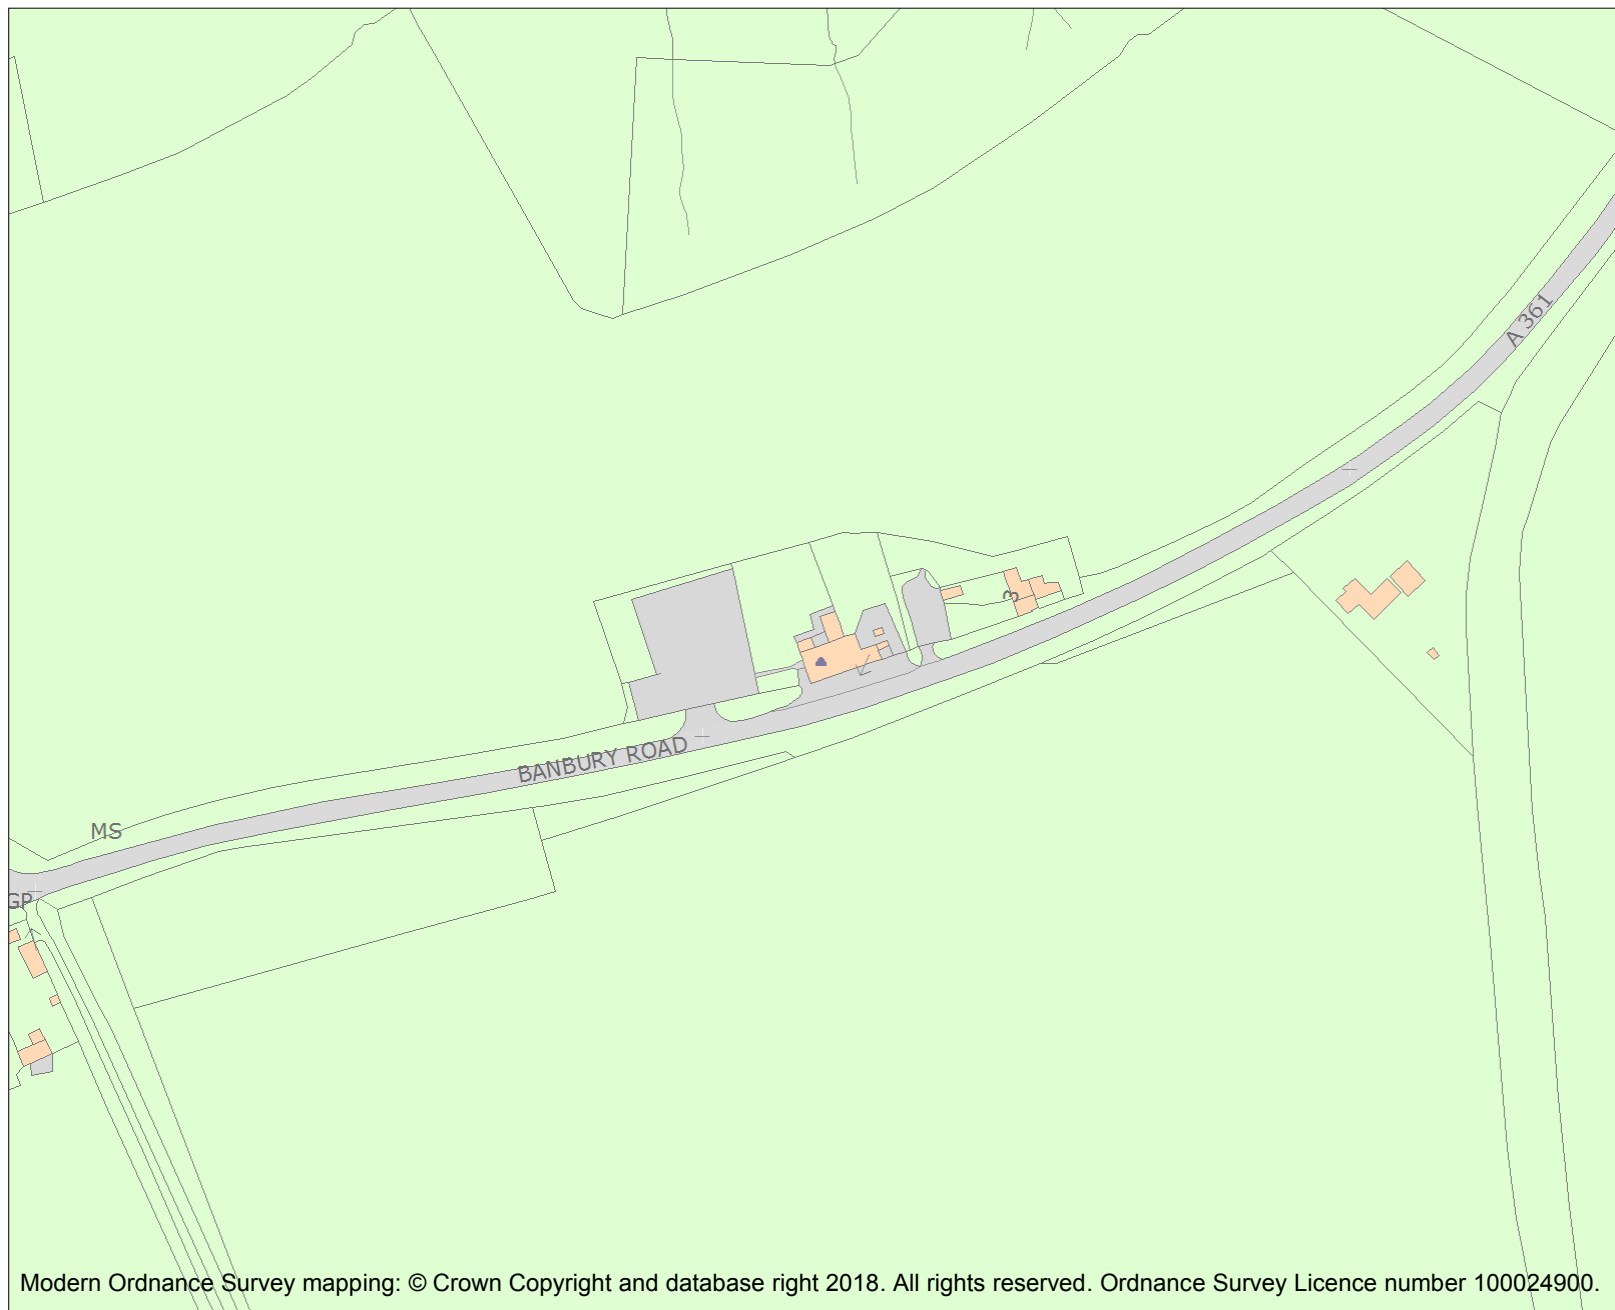 A 361
3
BANBURY ROAD
MS
GP
Modern Ordnance Survey mapping: © Crown Copyright and database right 2018. All rights reserved. Ordnance Survey Licence number 100024900.